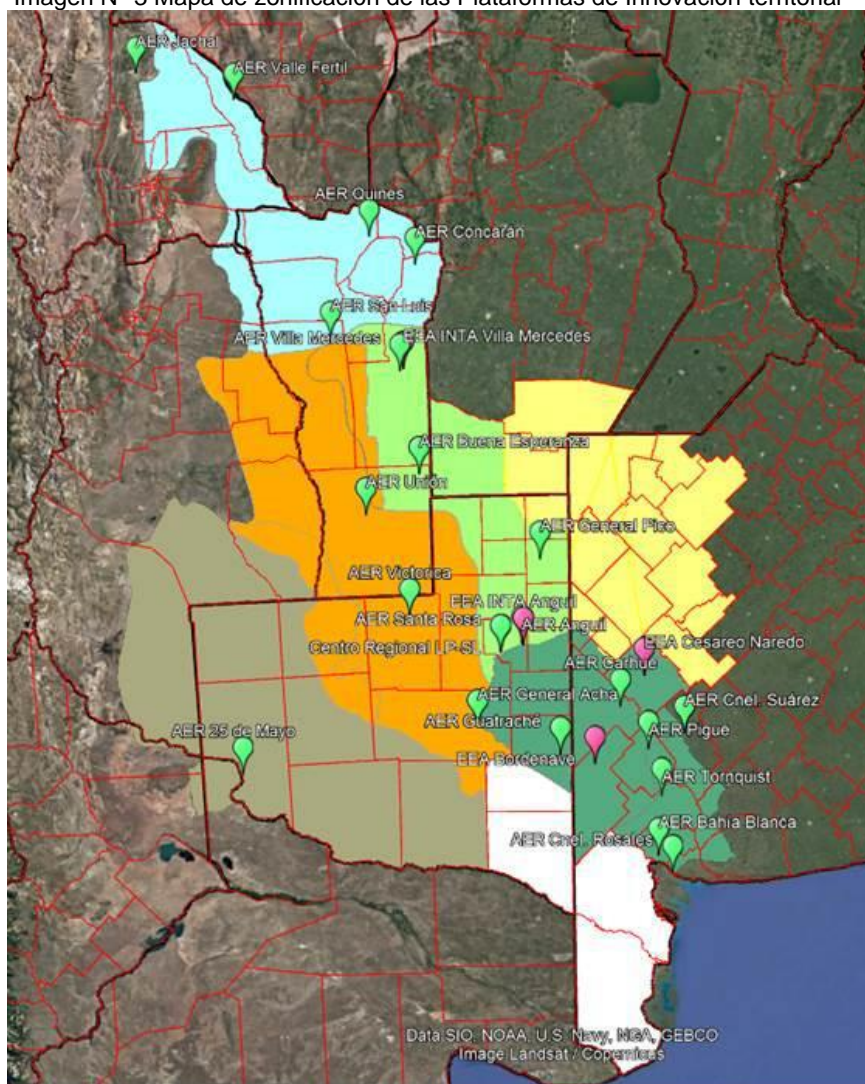 Imagen N° 3 Mapa de zonificación de las Plataformas de Innovación territorial
AER Jachal
AER Valle Fertil
AER Quines
AER Concarán
AER San Luis
AER Villa Mercedes
EEA INTA Villa Mercedes
AER Buena Esperanza
AER Unión
AER General Pico
AER Victorica
EEA INTA Anguil
AER Santa Rosa
AER Anguil
Centro Regional LP-SL
EEA Cesareo Naredo
AER Carhue
AER General Acha
AER Cnel. Suárez
AER Guatraché
AER Pigue
AER 25 de Mayo
EEA Bordenave
AER Tornquist
AER Bahía Blanca
AER Cnel. Rosales
Data SIO, NOAA, U.S. Navy, NGA, GEBCO
Image Landsat / Copernicus